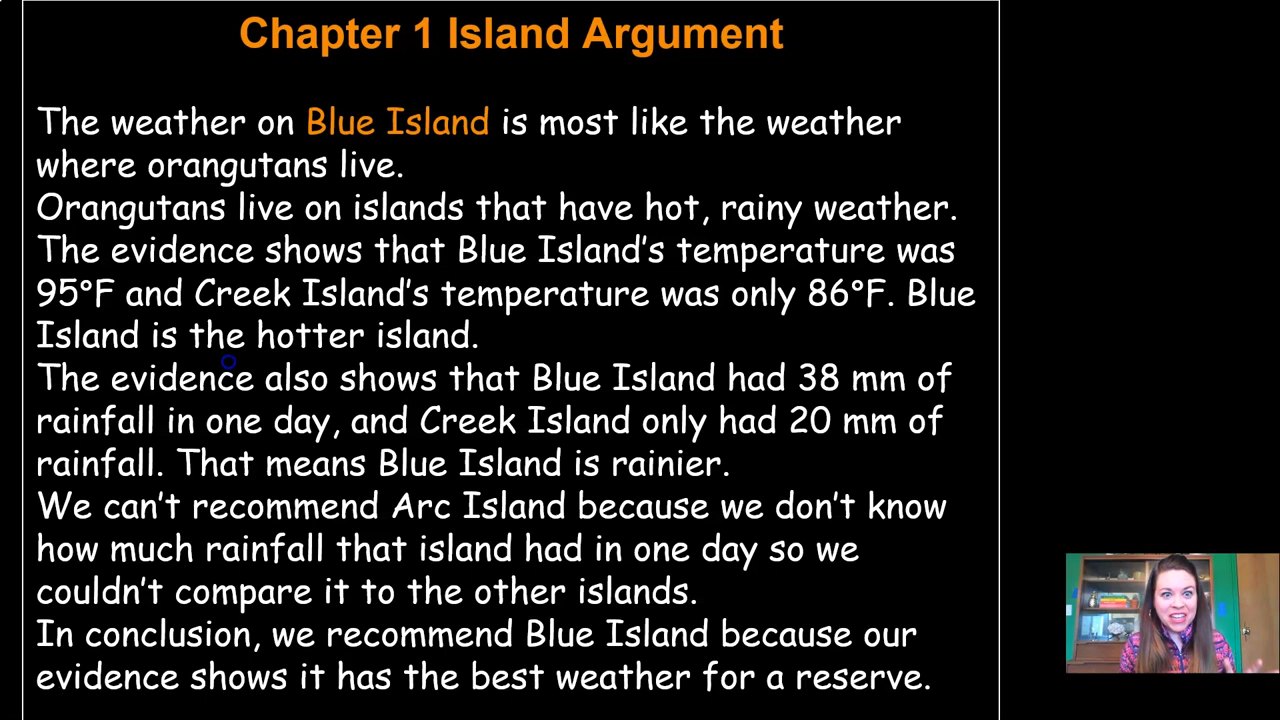 Chapter 1 Island Argument
The weather on Blue Island is most like the weather
where orangutans live.
Orangutans live on islands that have hot, rainy weather.
The evidence shows that Blue Island's temperature was
95°F and Creek Island's temperature was only 86°F. Blue
Island is the hotter island.
The evidence also shows that Blue Island had 38 mm of
rainfall in one day, and Creek Island only had 20 mm of
rainfall. That means Blue Island is rainier.
We can't recommend Arc Island because we don't know
how much rainfall that island had in one day so we
couldn't compare it to the other islands.
In conclusion, we recommend Blue Island because our
evidence shows it has the best weather for a reserve.